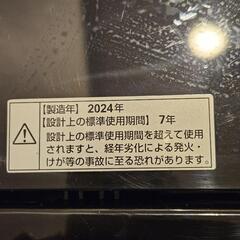 【製造年】2024年
【設計上の標準使用期間】7年
設計上の標準使用期間を超えて使用
されますと、経年劣化による発火・
けが等の事故に至る恐れがあります。